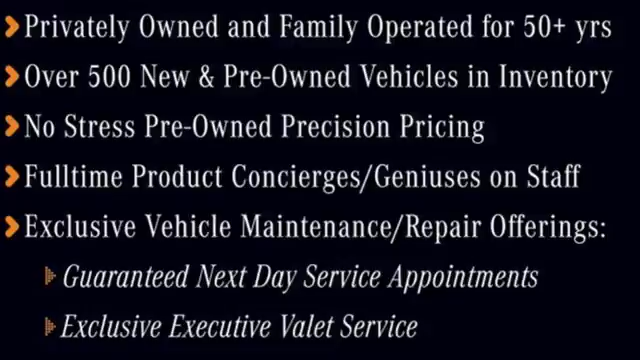 Privately Owned and Family Operated for 50+ yrs
Over 500 New & Pre-Owned Vehicles in Inventory
No Stress Pre-Owned Precision Pricing
Fulltime Product Concierges/Geniuses on Staff
Exclusive Vehicle Maintenance/Repair Offerings:
Guaranteed Next Day Service Appointments
Exclusive Executive Valet Service